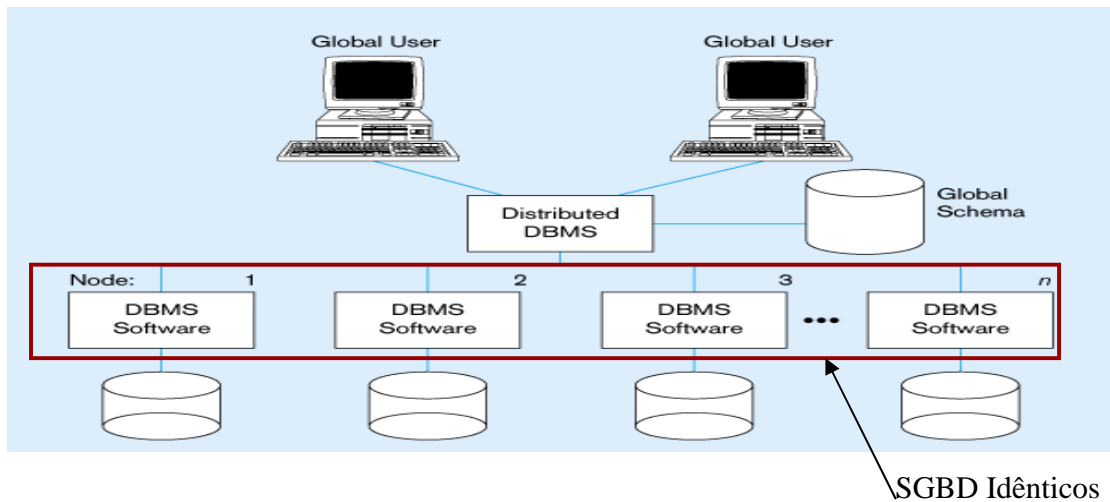 Global User
Global User
Distributed
DBMS
Global
Schema
Node:
1
2
3
n
DBMS
Software
DBMS
Software
DBMS
Software
•••
DBMS
Software
SGBD Idênticos